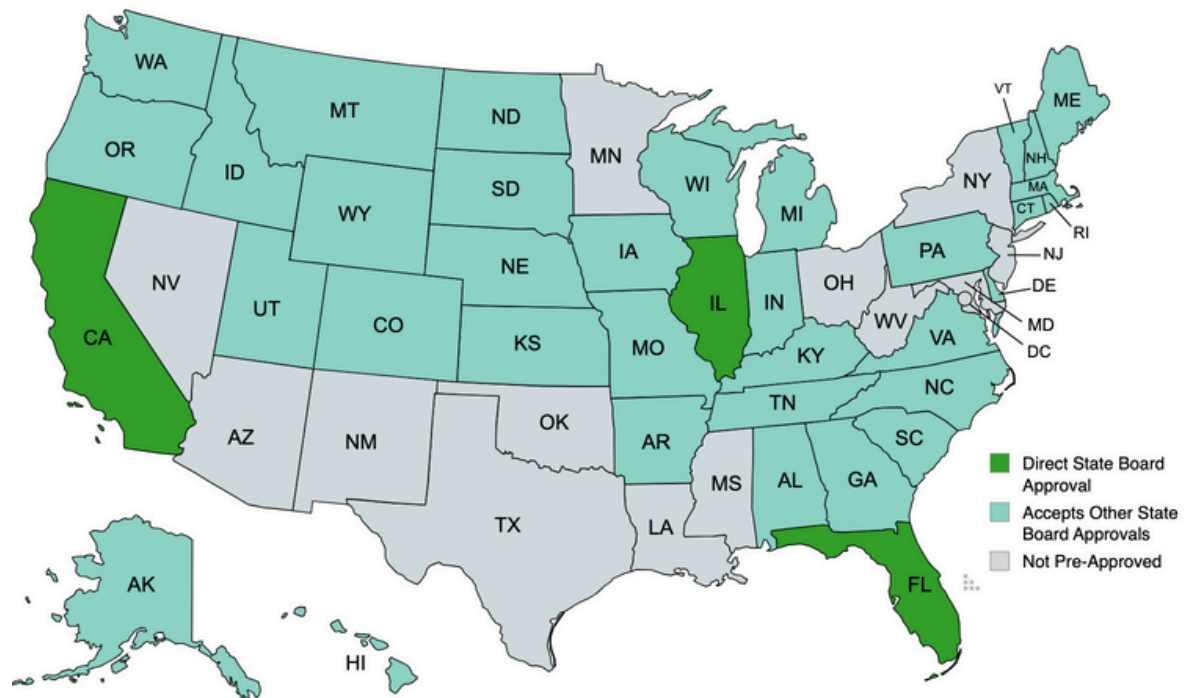 WA
MT
ND
MN
VT
ME
OR
ID
SD
WI
NH
WY
MI
NY
MA
CT
RI
IA
NE
PA
NJ
NV
OH
DE
UT
IL
IN
CA
CO
WV
MD
KS
MO
VA
DC
KY
NC
TN
AZ
NM
OK
AR
SC
MS
AL
GA
TX
LA
Direct State Board
Approval
Accepts Other State
Board Approvals
Not Pre-Approved
AK
FL
HI